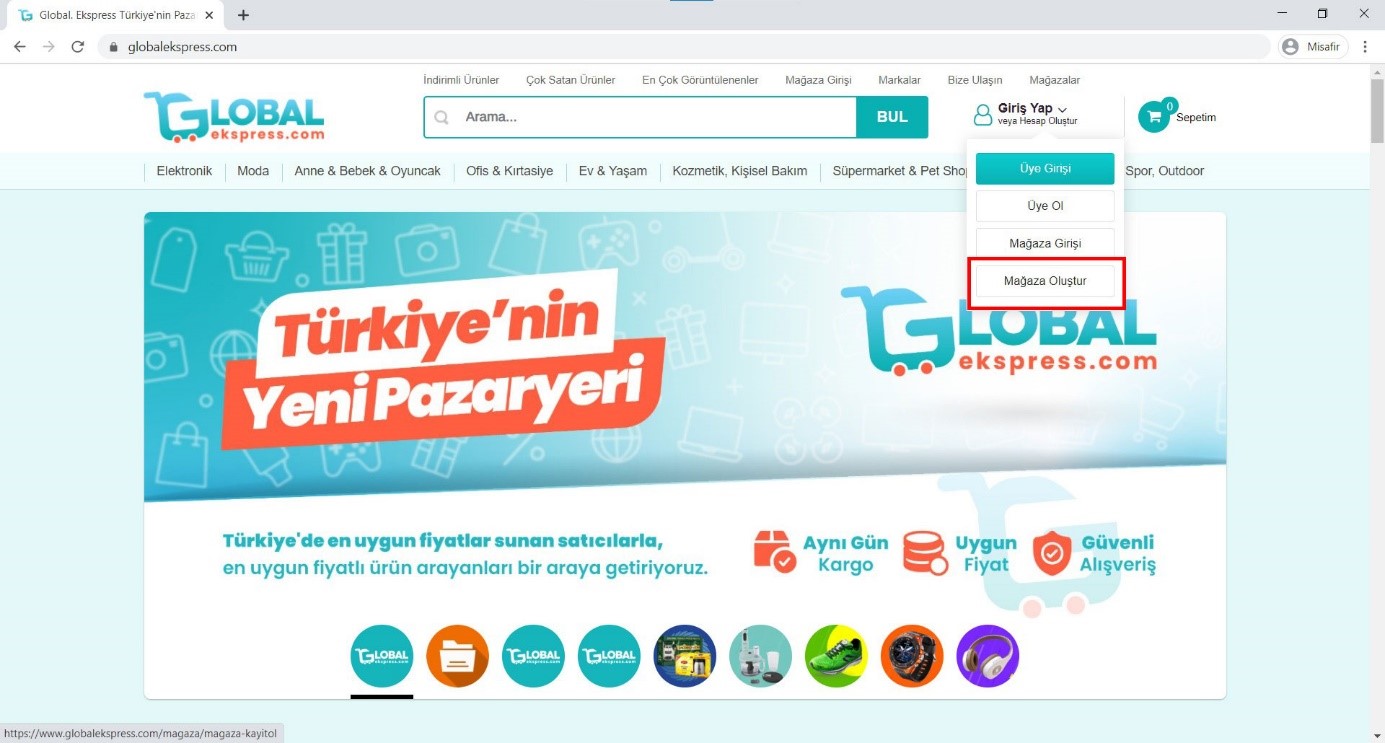 Global. Ekspress Türkiye'nin Paza
globalekspress.com
Misafir
İndirimli Ürünler Çok Satan Ürünler En Çok Görüntülenenler Mağaza Girişi Markalar Bize Ulaşın Mağazalar
GLOBAL
ekspress.com
Arama...
BUL
Giriş Yap
veya Hesap Oluştur
0
Sepetim
Elektronik Moda Anne & Bebek & Oyuncak Ofis & Kırtasiye Ev & Yaşam Kozmetik, Kişisel Bakım Süpermarket & Pet Shop Spor, Outdoor
Üye Girişi
Üye Ol
Mağaza Girişi
Mağaza Oluştur
Türkiye'nin
Yeni Pazaryeri
GLOBAL
ekspress.com
Türkiye'de en uygun fiyatlar sunan satıcılarla,
en uygun fiyatlı ürün arayanları bir araya getiriyoruz.
Aynı Gün
Kargo
Uygun
Fiyat
Güvenli
Alışveriş
GLOBAL
ekspress.com
GLOBAL
ekspress.com
GLOBAL
ekspress.com
https://www.globalekspress.com/magaza/magaza-kayitol